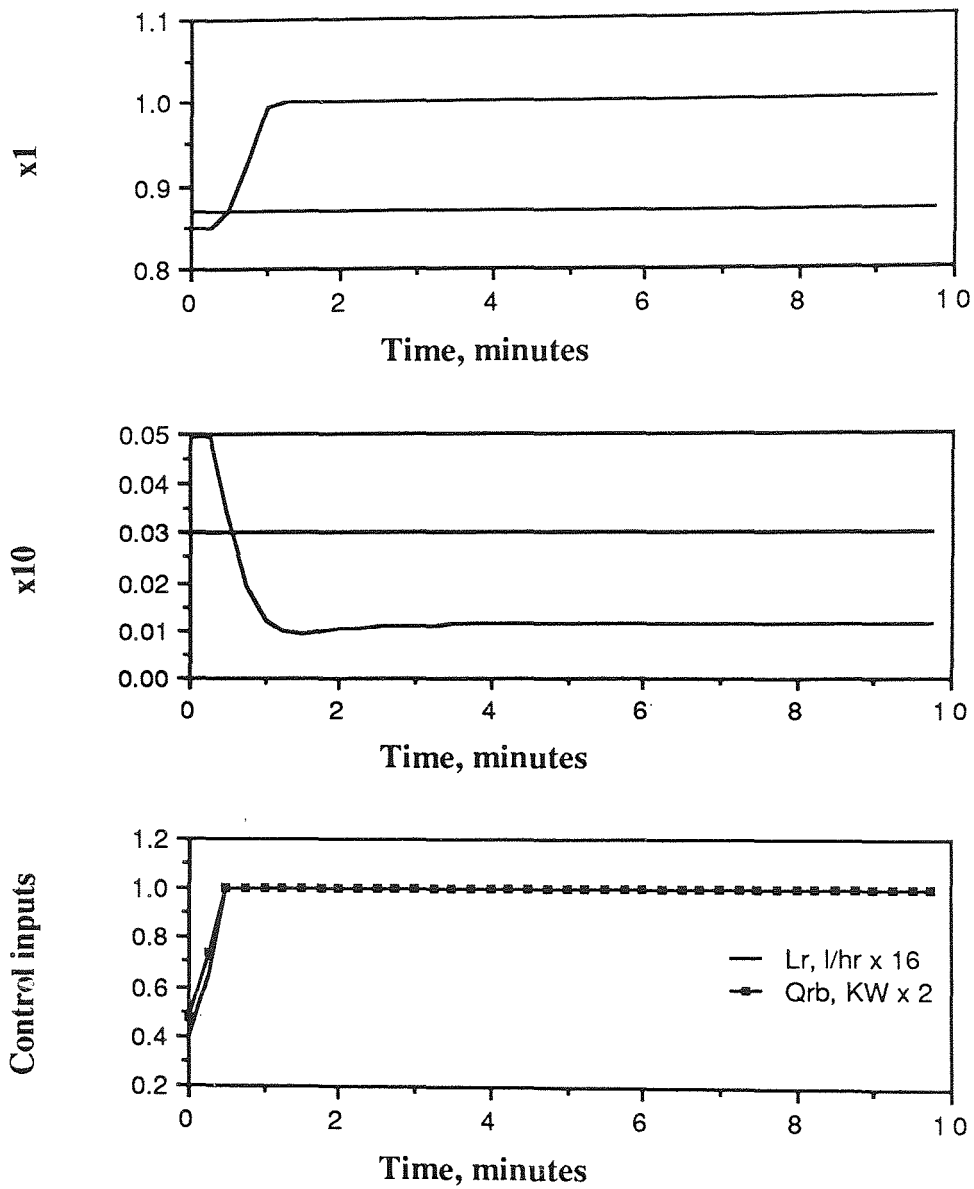 x1
1.1
1.0
0.9
0.8
0 2 4 6 8 10
Time, minutes
x10
0.05
0.04
0.03
0.02
0.01
0.00
0 2 4 6 8 10
Time, minutes
Control inputs
1.2
1.0
0.8
0.6
0.4
0.2
Lr, l/hr x 16
Qrb, KW x 2
0 2 4 6 8 10
Time, minutes